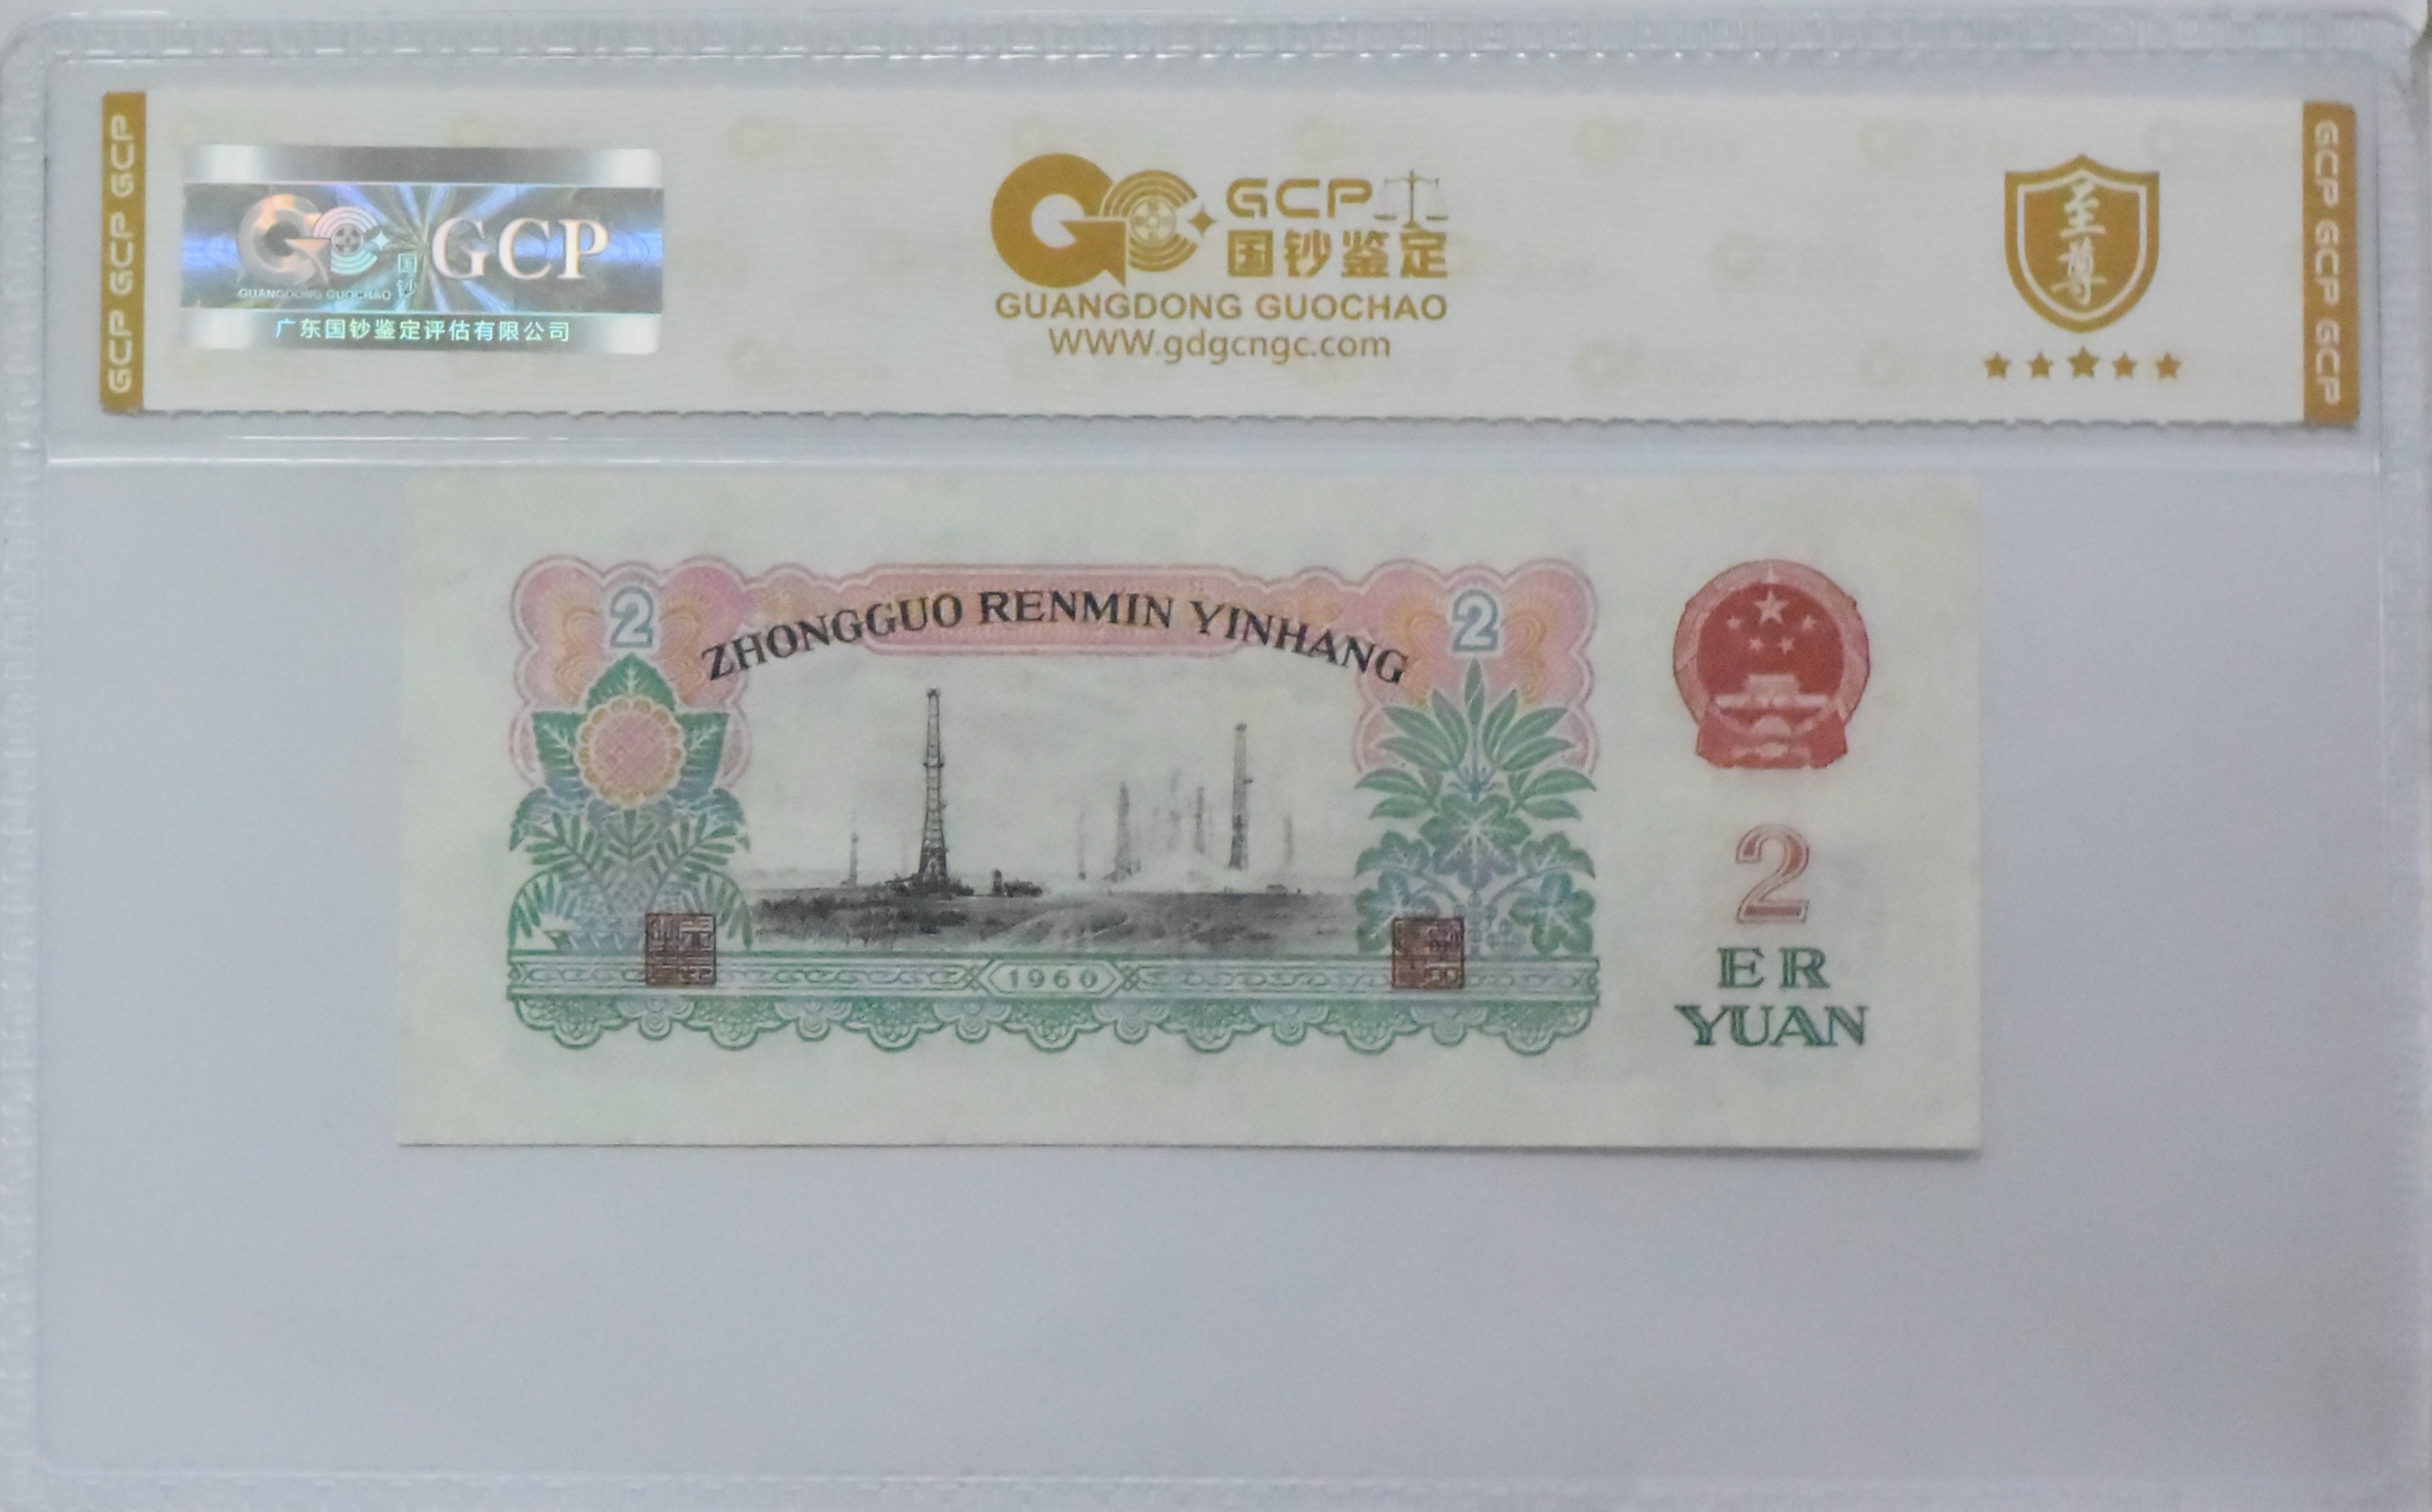 GCP GCP GCP
GCP
国钞
GUANGDONG GUOCHAO
广东国钞鉴定评估有限公司
GCP
国钞鉴定
GUANGDONG GUOCHAO
WWW.gdgcngc.com
至尊
GCP GCP GCP
2
ZHONGGUO RENMIN YINHANG
2
1960
2
ER
YUAN